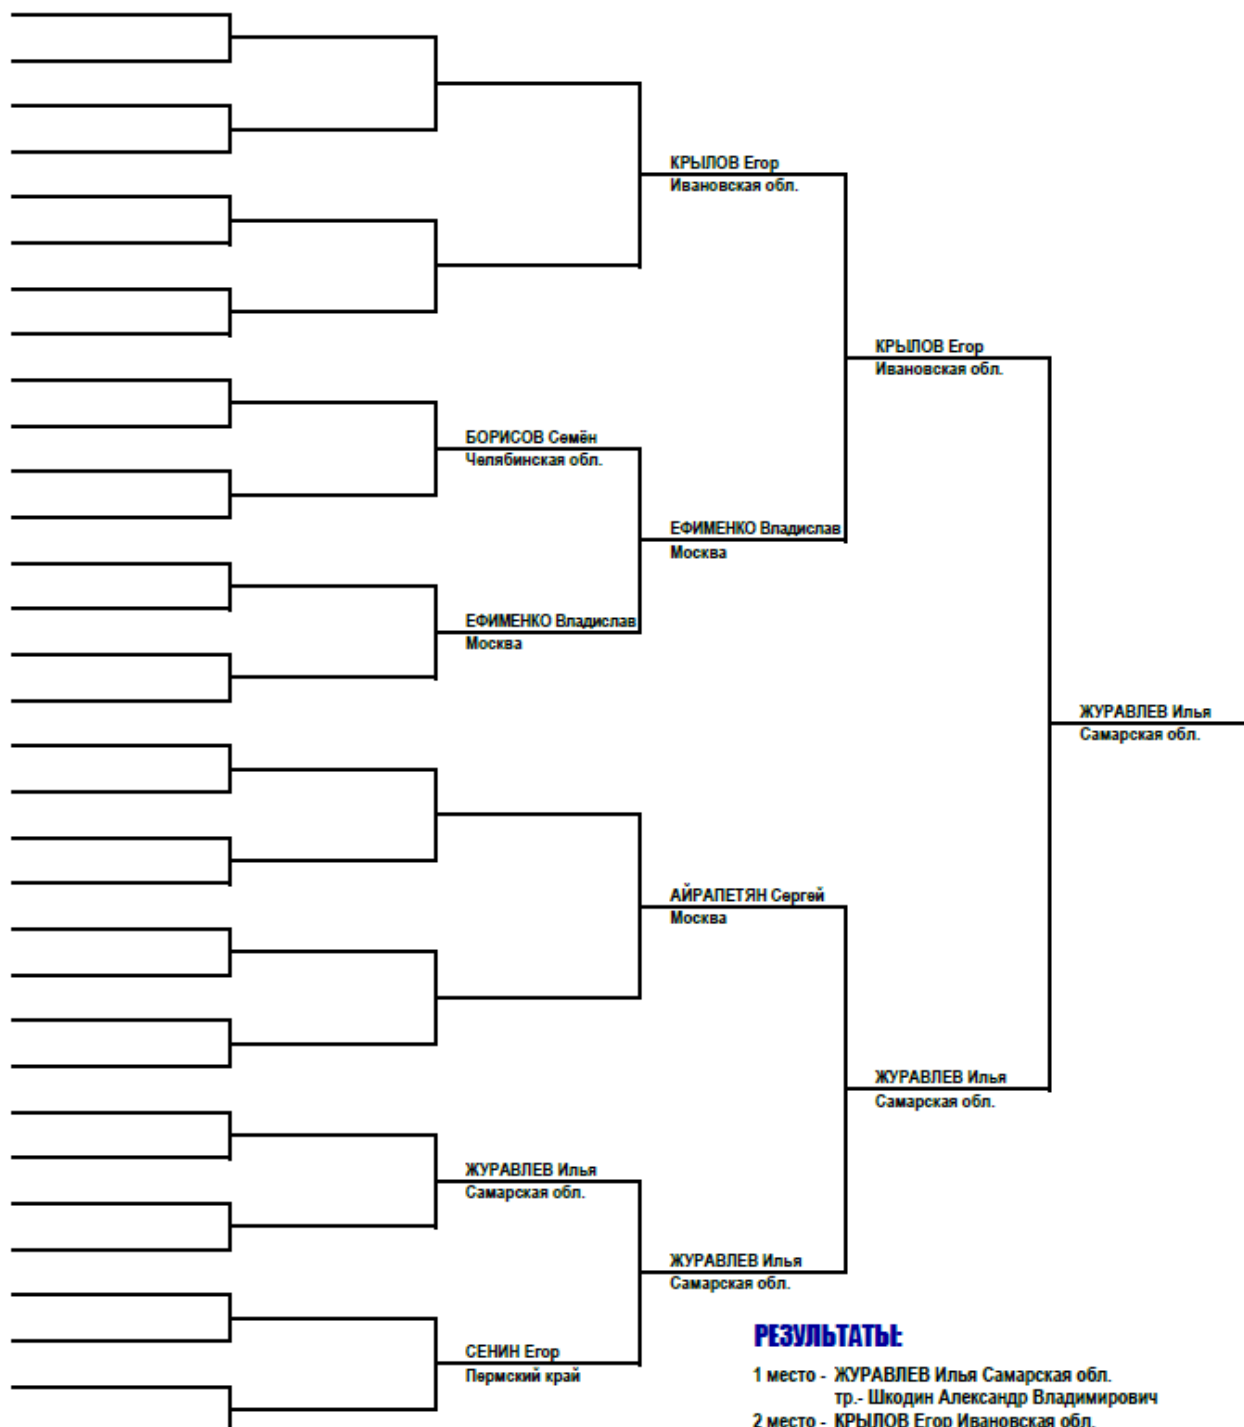 КРЫЛОВ Егор
Ивановская обл.
КРЫЛОВ Егор
Ивановская обл.
БОРИСОВ Семён
Челябинская обл.
ЕФИМЕНКО Владислав
Москва
ЕФИМЕНКО Владислав
Москва
ЖУРАВЛЕВ Илья
Самарская обл.
АЙРАПЕТЯН Сергей
Москва
ЖУРАВЛЕВ Илья
Самарская обл.
ЖУРАВЛЕВ Илья
Самарская обл.
ЖУРАВЛЕВ Илья
Самарская обл.
СЕНИН Егор
Пермский край
РЕЗУЛЬТАТЫ:
1 место - ЖУРАВЛЕВ Илья Самарская обл.
тр.- Шкодин Александр Владимирович
2 место - КРЫЛОВ Егор Ивановская обл.